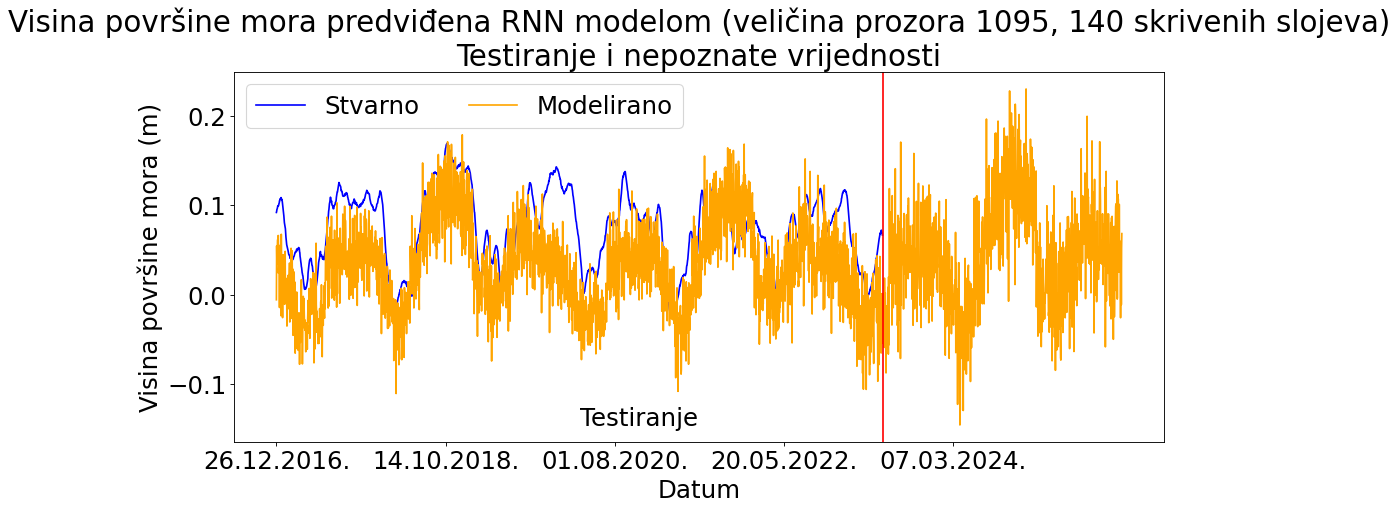 Visina površine mora predviđena RNN modelom (veličina prozora 1095, 140 skrivenih slojeva)
Testiranje i nepoznate vrijednosti
Stvarno
Modelirano
Visina površine mora (m)
0.2
0.1
0.0
−0.1
Testiranje
26.12.2016.
14.10.2018.
01.08.2020.
20.05.2022.
07.03.2024.
Datum